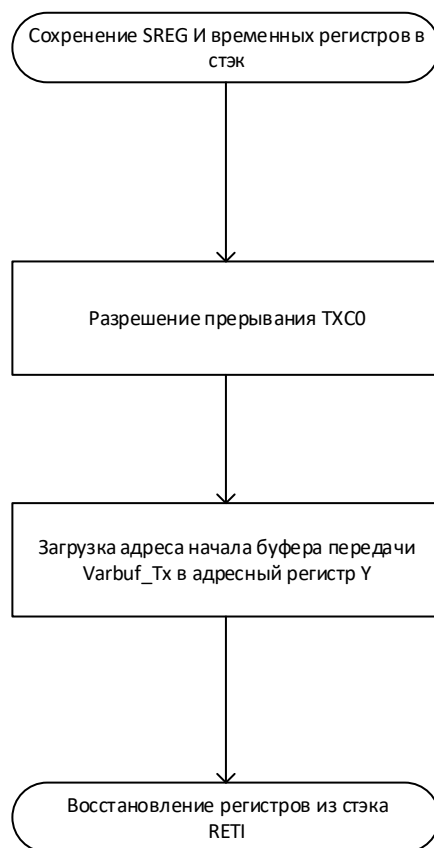 Сохренение SREG И временных регистров в
стэк
Разрешение прерывания TXC0
Загрузка адреса начала буфера передачи
Varbuf_Tx в адресный регистр Y
Восстановление регистров из стэка
RETI